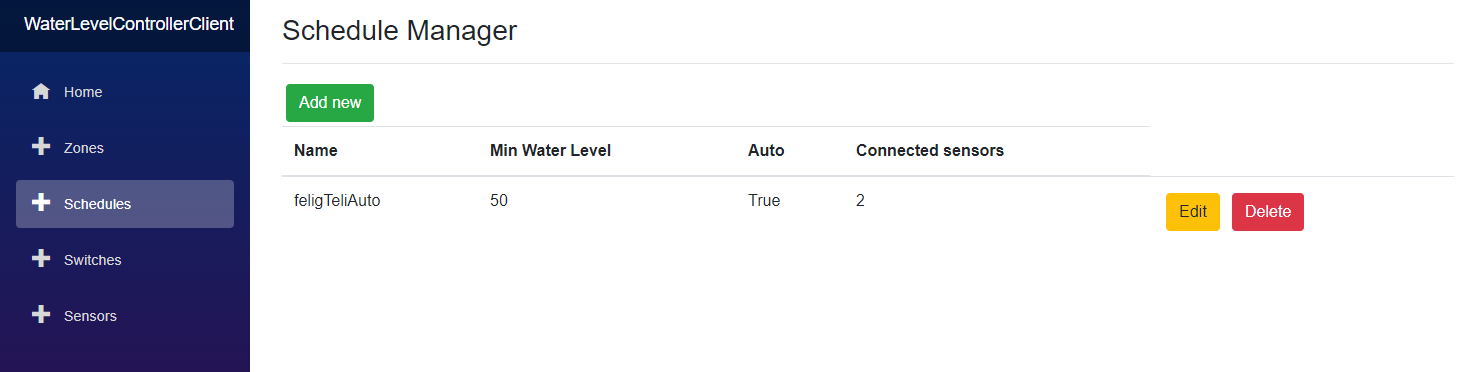 WaterLevelControllerClient
Home
Zones
Schedules
Switches
Sensors
Schedule Manager
Add new
Name Min Water Level Auto Connected sensors
feligTeliAuto 50 True 2 Edit Delete